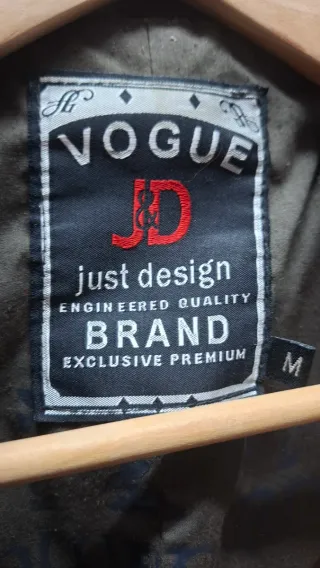 VOGUE
J&D
just design
ENGINEERED QUALITY
BRAND
EXCLUSIVE PREMIUM
M